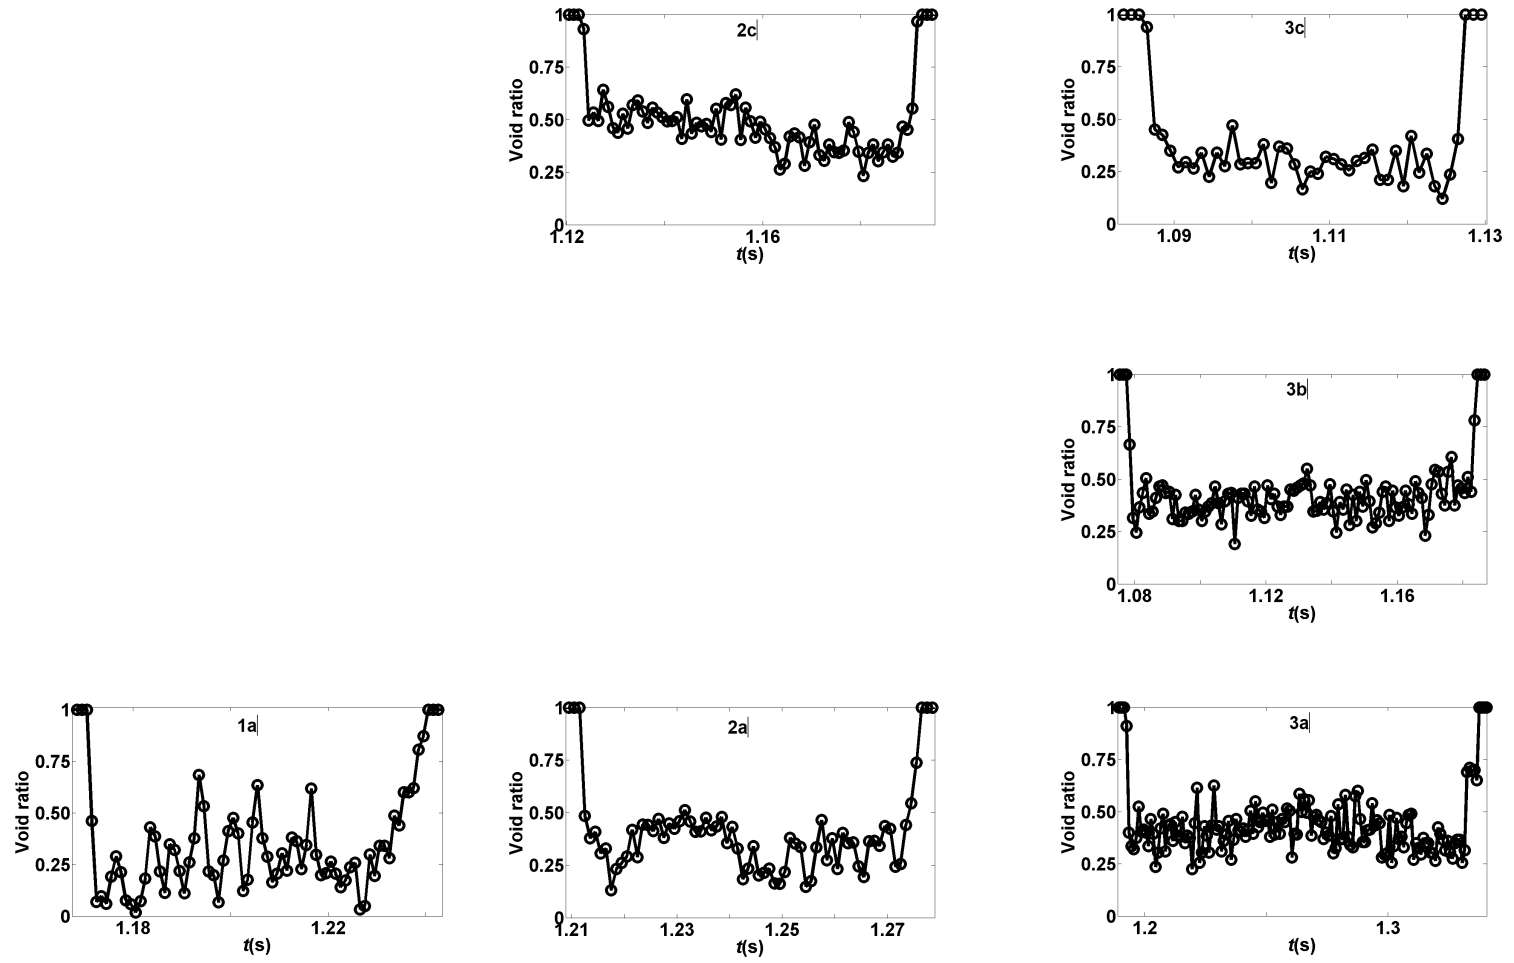 2c
1
0.75
0.50
0.25
0
Void ratio
1.12 1.16
t(s)
3c
1
0.75
0.50
0.25
0
Void ratio
1.09 1.11 1.13
t(s)
3b
1
0.75
0.50
0.25
0
Void ratio
1.08 1.12 1.16
t(s)
1a
1
0.75
0.50
0.25
0
Void ratio
1.18 1.22
t(s)
2a
1
0.75
0.50
0.25
0
Void ratio
1.21 1.23 1.25 1.27
t(s)
3a
1
0.75
0.50
0.25
0
Void ratio
1.2 1.3
t(s)